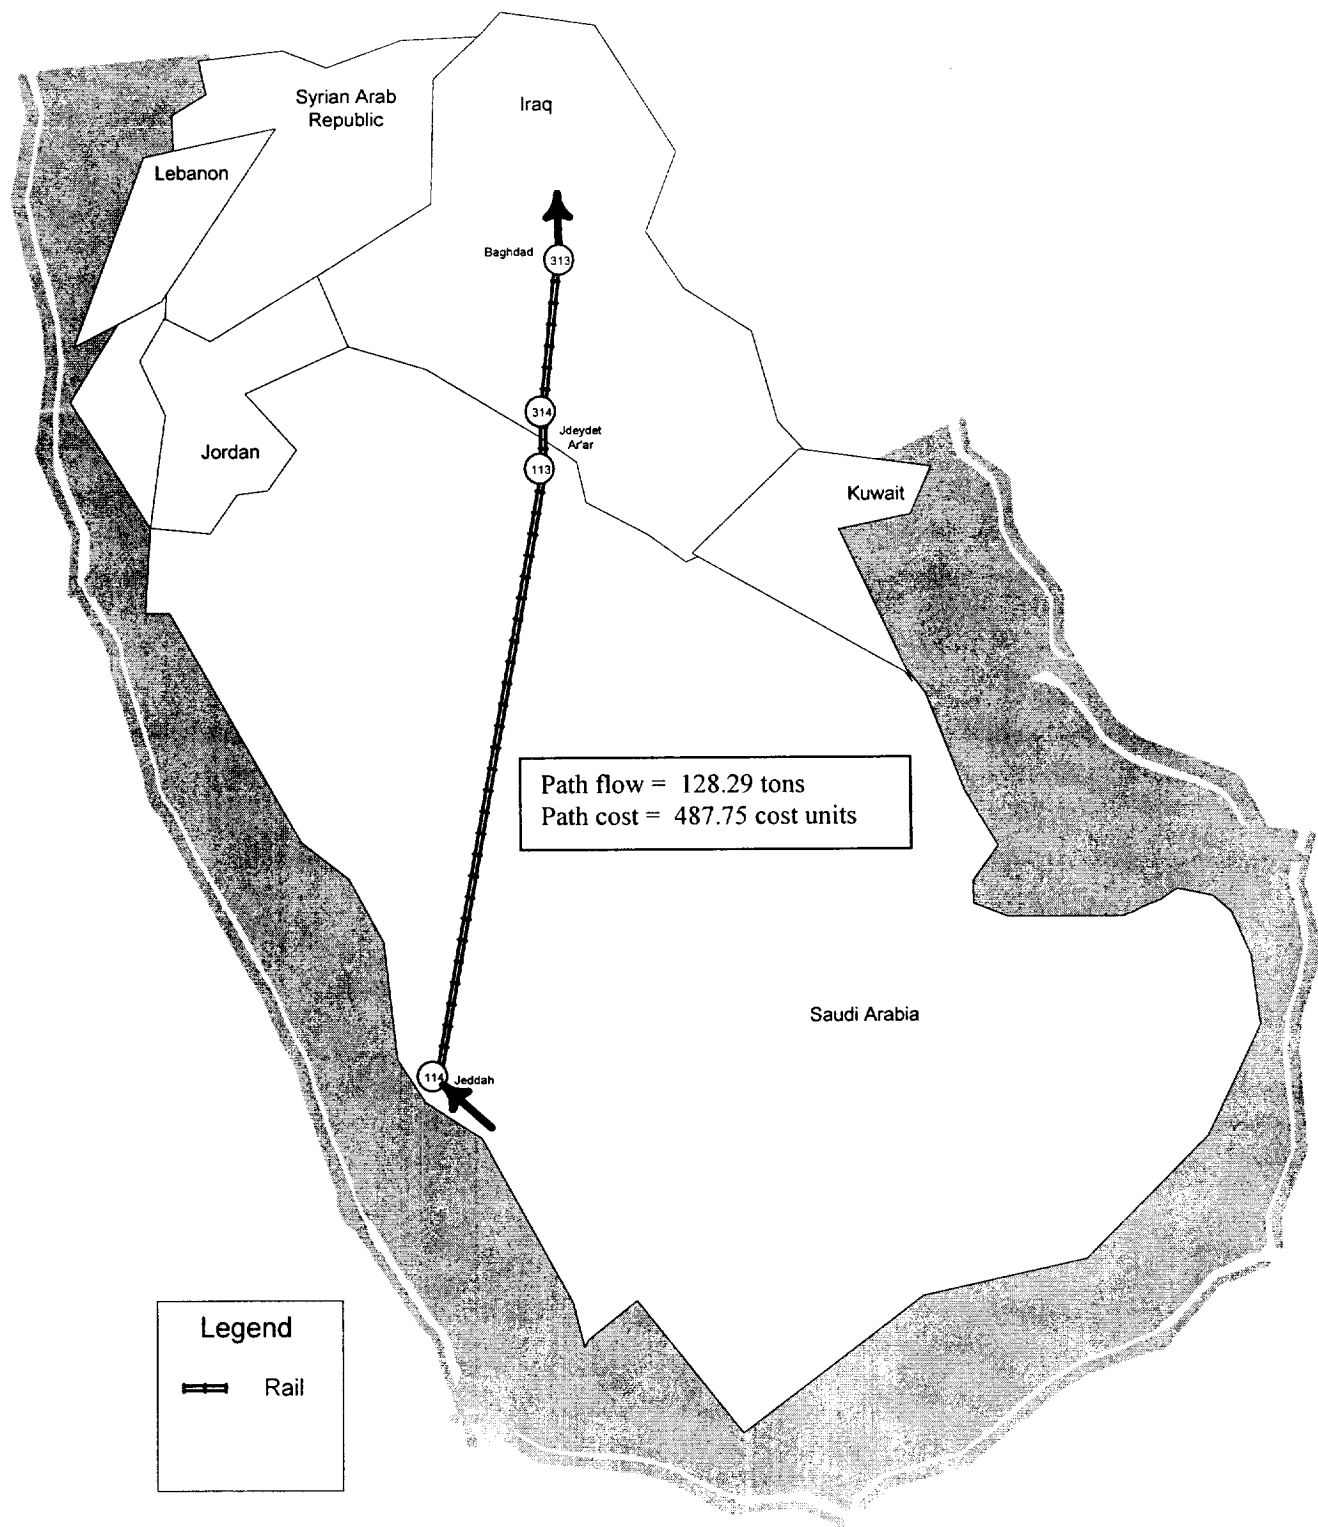 Syrian Arab
Republic
Iraq
Lebanon
Baghdad
313
314
Jdeydet
Ar'ar
113
Jordan
Kuwait
Path flow = 128.29 tons
Path cost = 487.75 cost units
Saudi Arabia
114
Jeddah
Legend
Rail